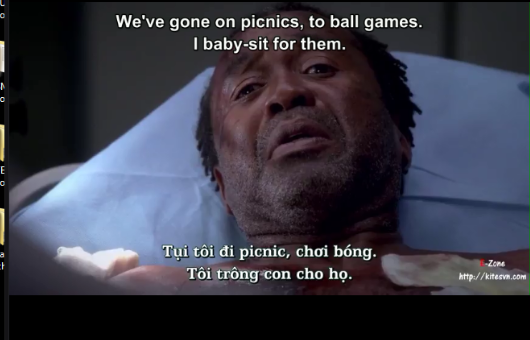 We've gone on picnics, to ball games.
I baby-sit for them.
Tụi tôi đi picnic, chơi bóng.
Tôi trông con cho họ.
-Zone
http://kitesvn.com